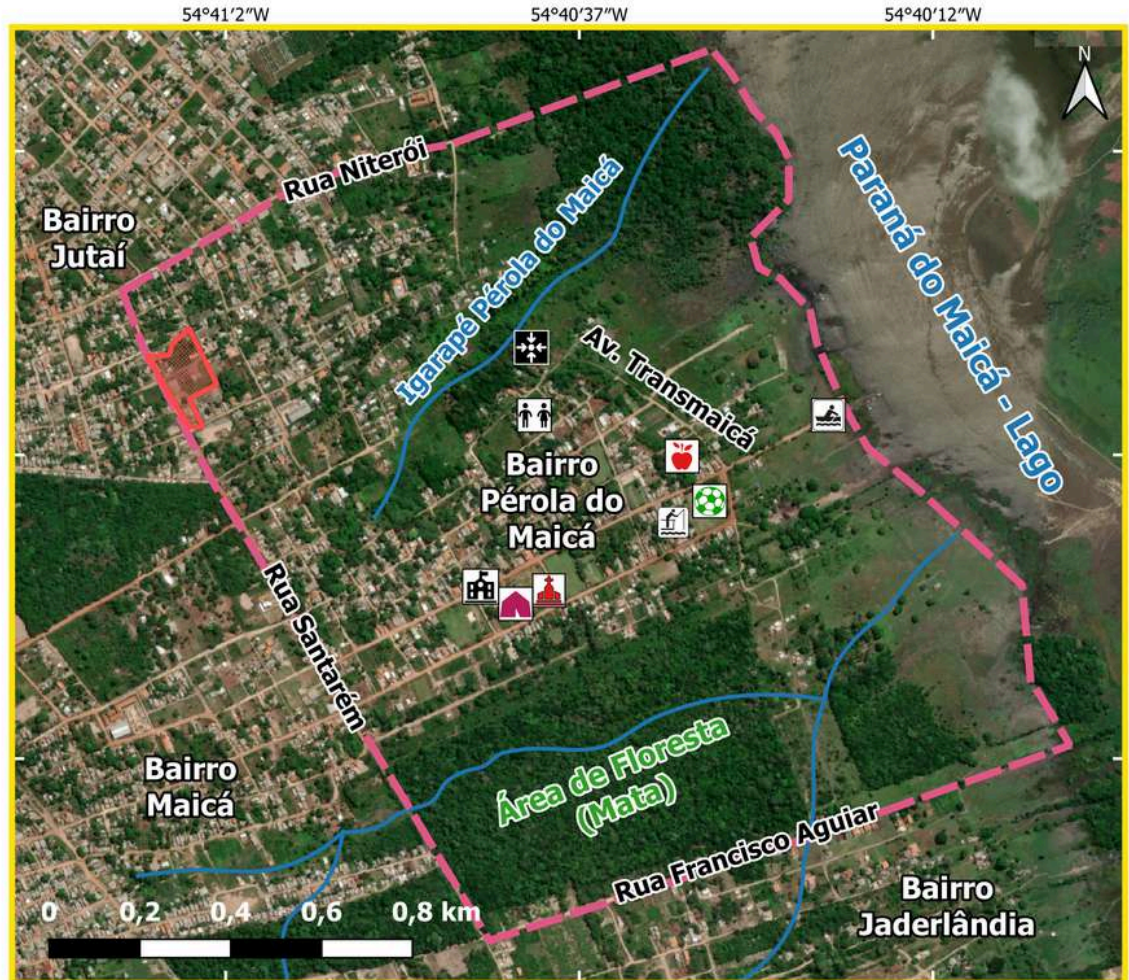 54°41'2"W
54°40'37"W
54°40'12"W
N
Rua Niterói
Bairro
Jutaí
Igarapé Pérola do Maicá
Paraná do Maicá - Lago
Av. Transmaicá
Bairro
Pérola do
Maicá
Rua Santarém
Área de Floresta
(Mata)
Bairro
Maicá
Rua Francisco Aguiar
Bairro
Jaderlândia
0 0,2 0,4 0,6 0,8 km